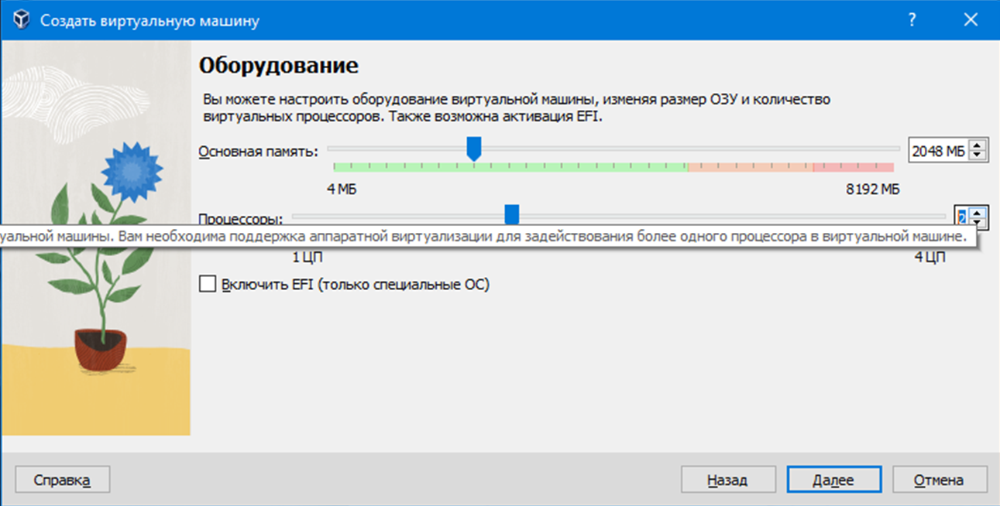 Создать виртуальную машину
?
Оборудование
Вы можете настроить оборудование виртуальной машины, изменяя размер ОЗУ и количество
виртуальных процессоров. Также возможна активация EFI.
Основная память: 2048 МБ
4 МБ 8192 МБ
Процессоры: 2
уальной машины. Вам необходима поддержка аппаратной виртуализации для задействования более одного процессора в виртуальной машине.
1 ЦП 4 ЦП
Включить EFI (только специальные ОС)
Справка Назад Далее Отмена